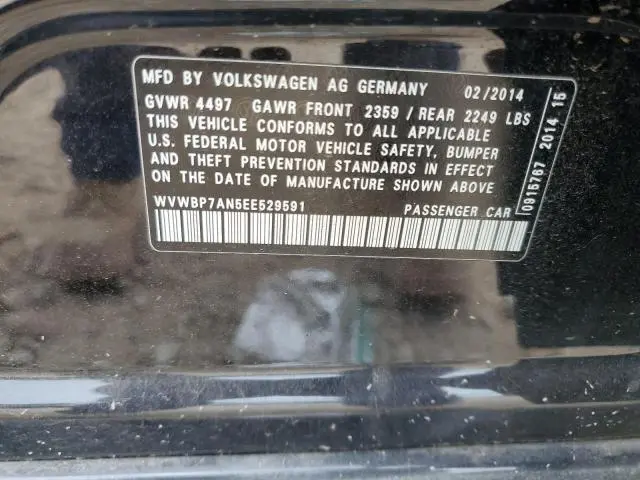 MFD BY VOLKSWAGEN AG GERMANY 02/2014
GVWR 4497 GAWR FRONT 2359 / REAR 2249 LBS
THIS VEHICLE CONFORMS TO ALL APPLICABLE
U.S. FEDERAL MOTOR VEHICLE SAFETY, BUMPER
AND THEFT PREVENTION STANDARDS IN EFFECT
ON THE DATE OF MANUFACTURE SHOWN ABOVE
WVWBP7AN5EE529591 PASSENGER CAR
0915767 2014 15